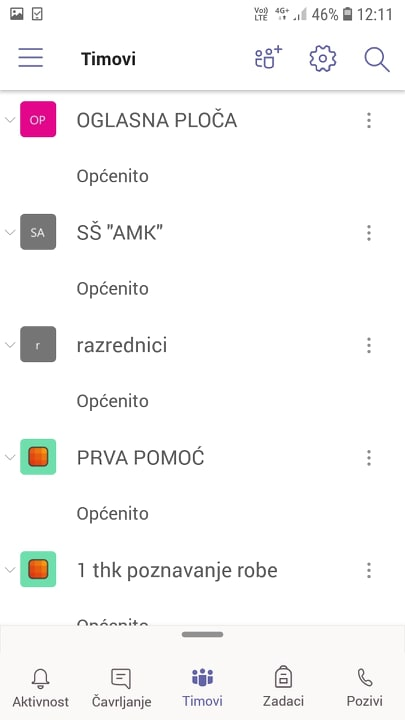 Vo)) LTE 4G+ 46% 12:11
Timovi
OP OGLASNA PLOČA
Općenito
SA SŠ "AMK"
Općenito
r razrednici
Općenito
PRVA POMOĆ
Općenito
1 thk poznavanje robe
Općenito
Aktivnost Čavrljanje Timovi Zadaci Pozivi